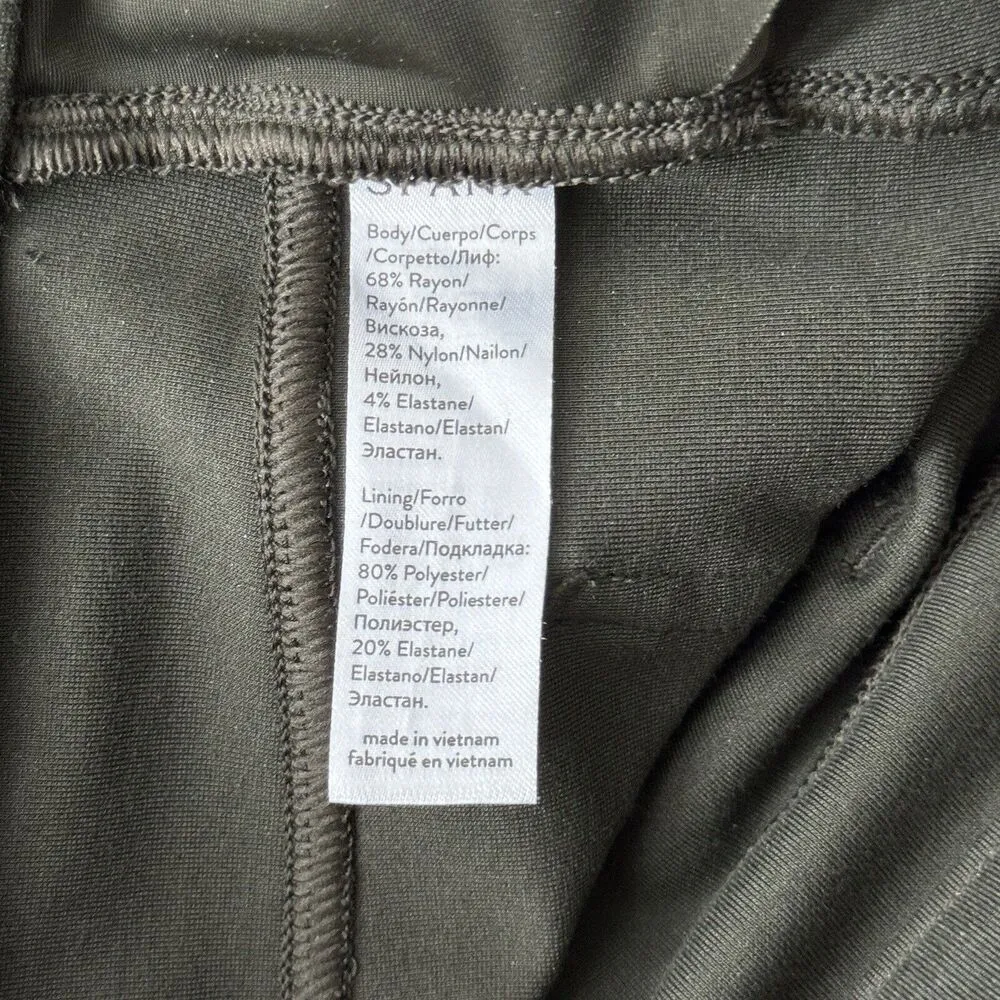 SPANX
Body/Cuerpo/Corps
/Corpetto/Лиф:
68% Rayon/
Rayón/Rayonne/
Вискоза,
28% Nylon/Nailon/
Нейлон,
4% Elastane/
Elastano/Elastan/
Эластан.
Lining/Forro
/Doublure/Futter/
Fodera/Подкладка:
80% Polyester/
Poliéster/Poliestere/
Полиэстер,
20% Elastane/
Elastano/Elastan/
Эластан.
made in vietnam
fabriqué en vietnam